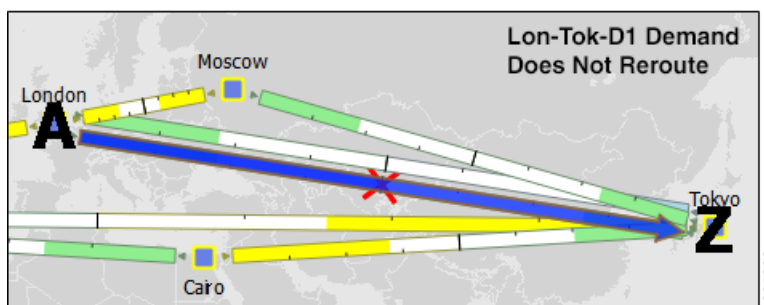 Lon-Tok-D1 Demand
Does Not Reroute
Moscow
London
A
Tokyo
Z
Cairo